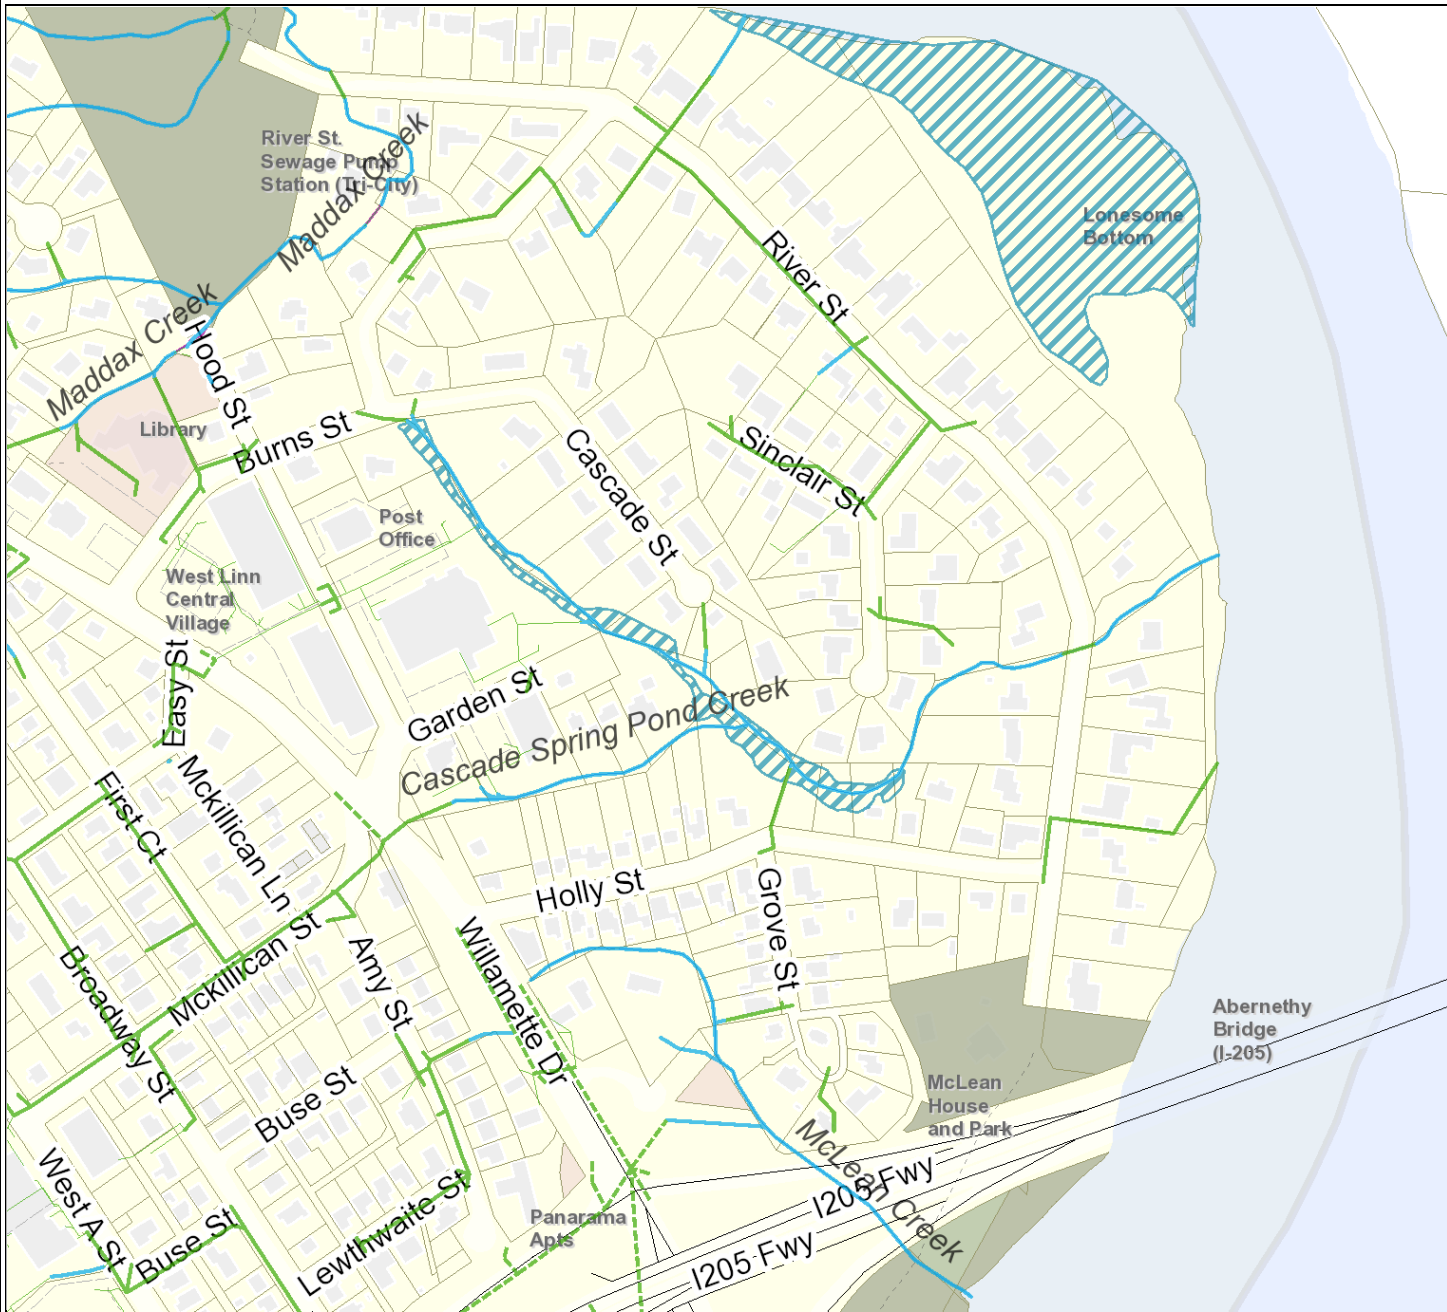 River St.
Sewage Pump
Station (Tri-City)
Maddax Creek
Lonesome
Bottom
River St
Maddax Creek
Hood St
Library
Burns St
Cascade St
Sinclair St
Post
Office
West Linn
Central
Village
Easy St
Garden St
Cascade Spring Pond Creek
First Ct
Mckillican Ln
Holly St
Grove St
Mckillican St
Amy St
Willamette Dr
Broadway St
Abernethy
Bridge
(I-205)
McLean
House
and Park
Buse St
McLean Creek
West A St
Buse St
Lewthwaite St
Panarama
Apts
I205 Fwy
I205 Fwy